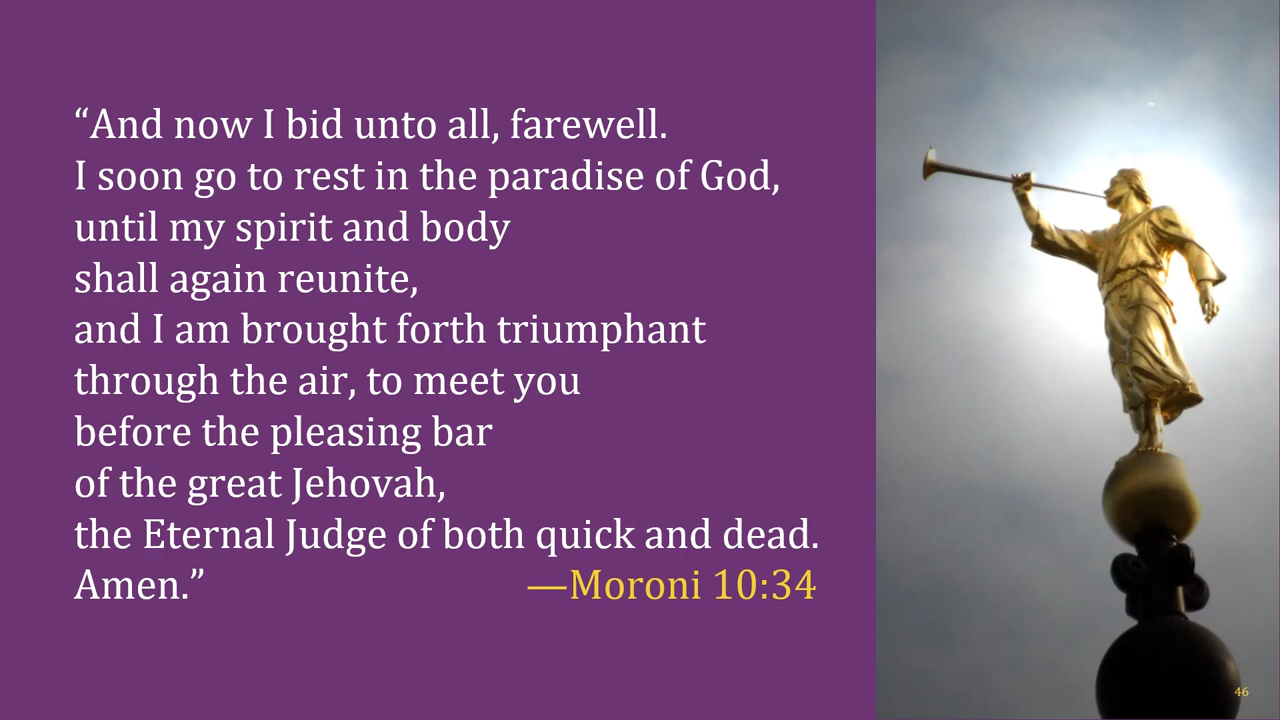 “And now I bid unto all, farewell.
I soon go to rest in the paradise of God,
until my spirit and body
shall again reunite,
and I am brought forth triumphant
through the air, to meet you
before the pleasing bar
of the great Jehovah,
the Eternal Judge of both quick and dead.
Amen.” —Moroni 10:34
46